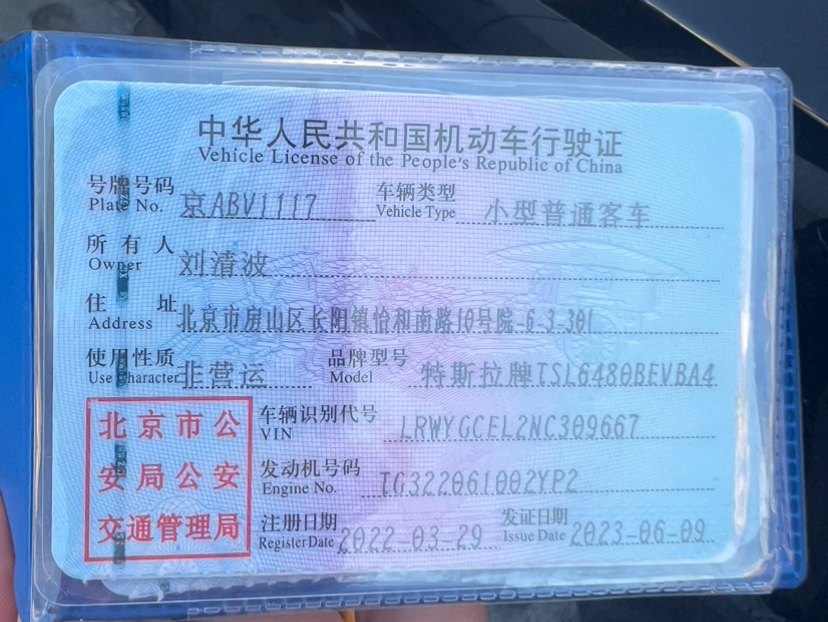 中华人民共和国机动车行驶证
Vehicle License of the People's Republic of China
号牌号码 京ABV1117 车辆类型 小型普通客车
Plate No. Vehicle Type
所有人 刘清波
Owner
住址 北京市房山区长阳镇怡和南路10号院-6-3-301
Address
使用性质 非营运 品牌型号 特斯拉牌TSL6480BEVBA4
Use Character Model
北京市公安局公安交通管理局
车辆识别代号 LRWYGCFL2NC309667
VIN
发动机号码 TG322061002YP2
Engine No.
注册日期 2022-03-29 发证日期 2023-06-09
Register Date Issue Date